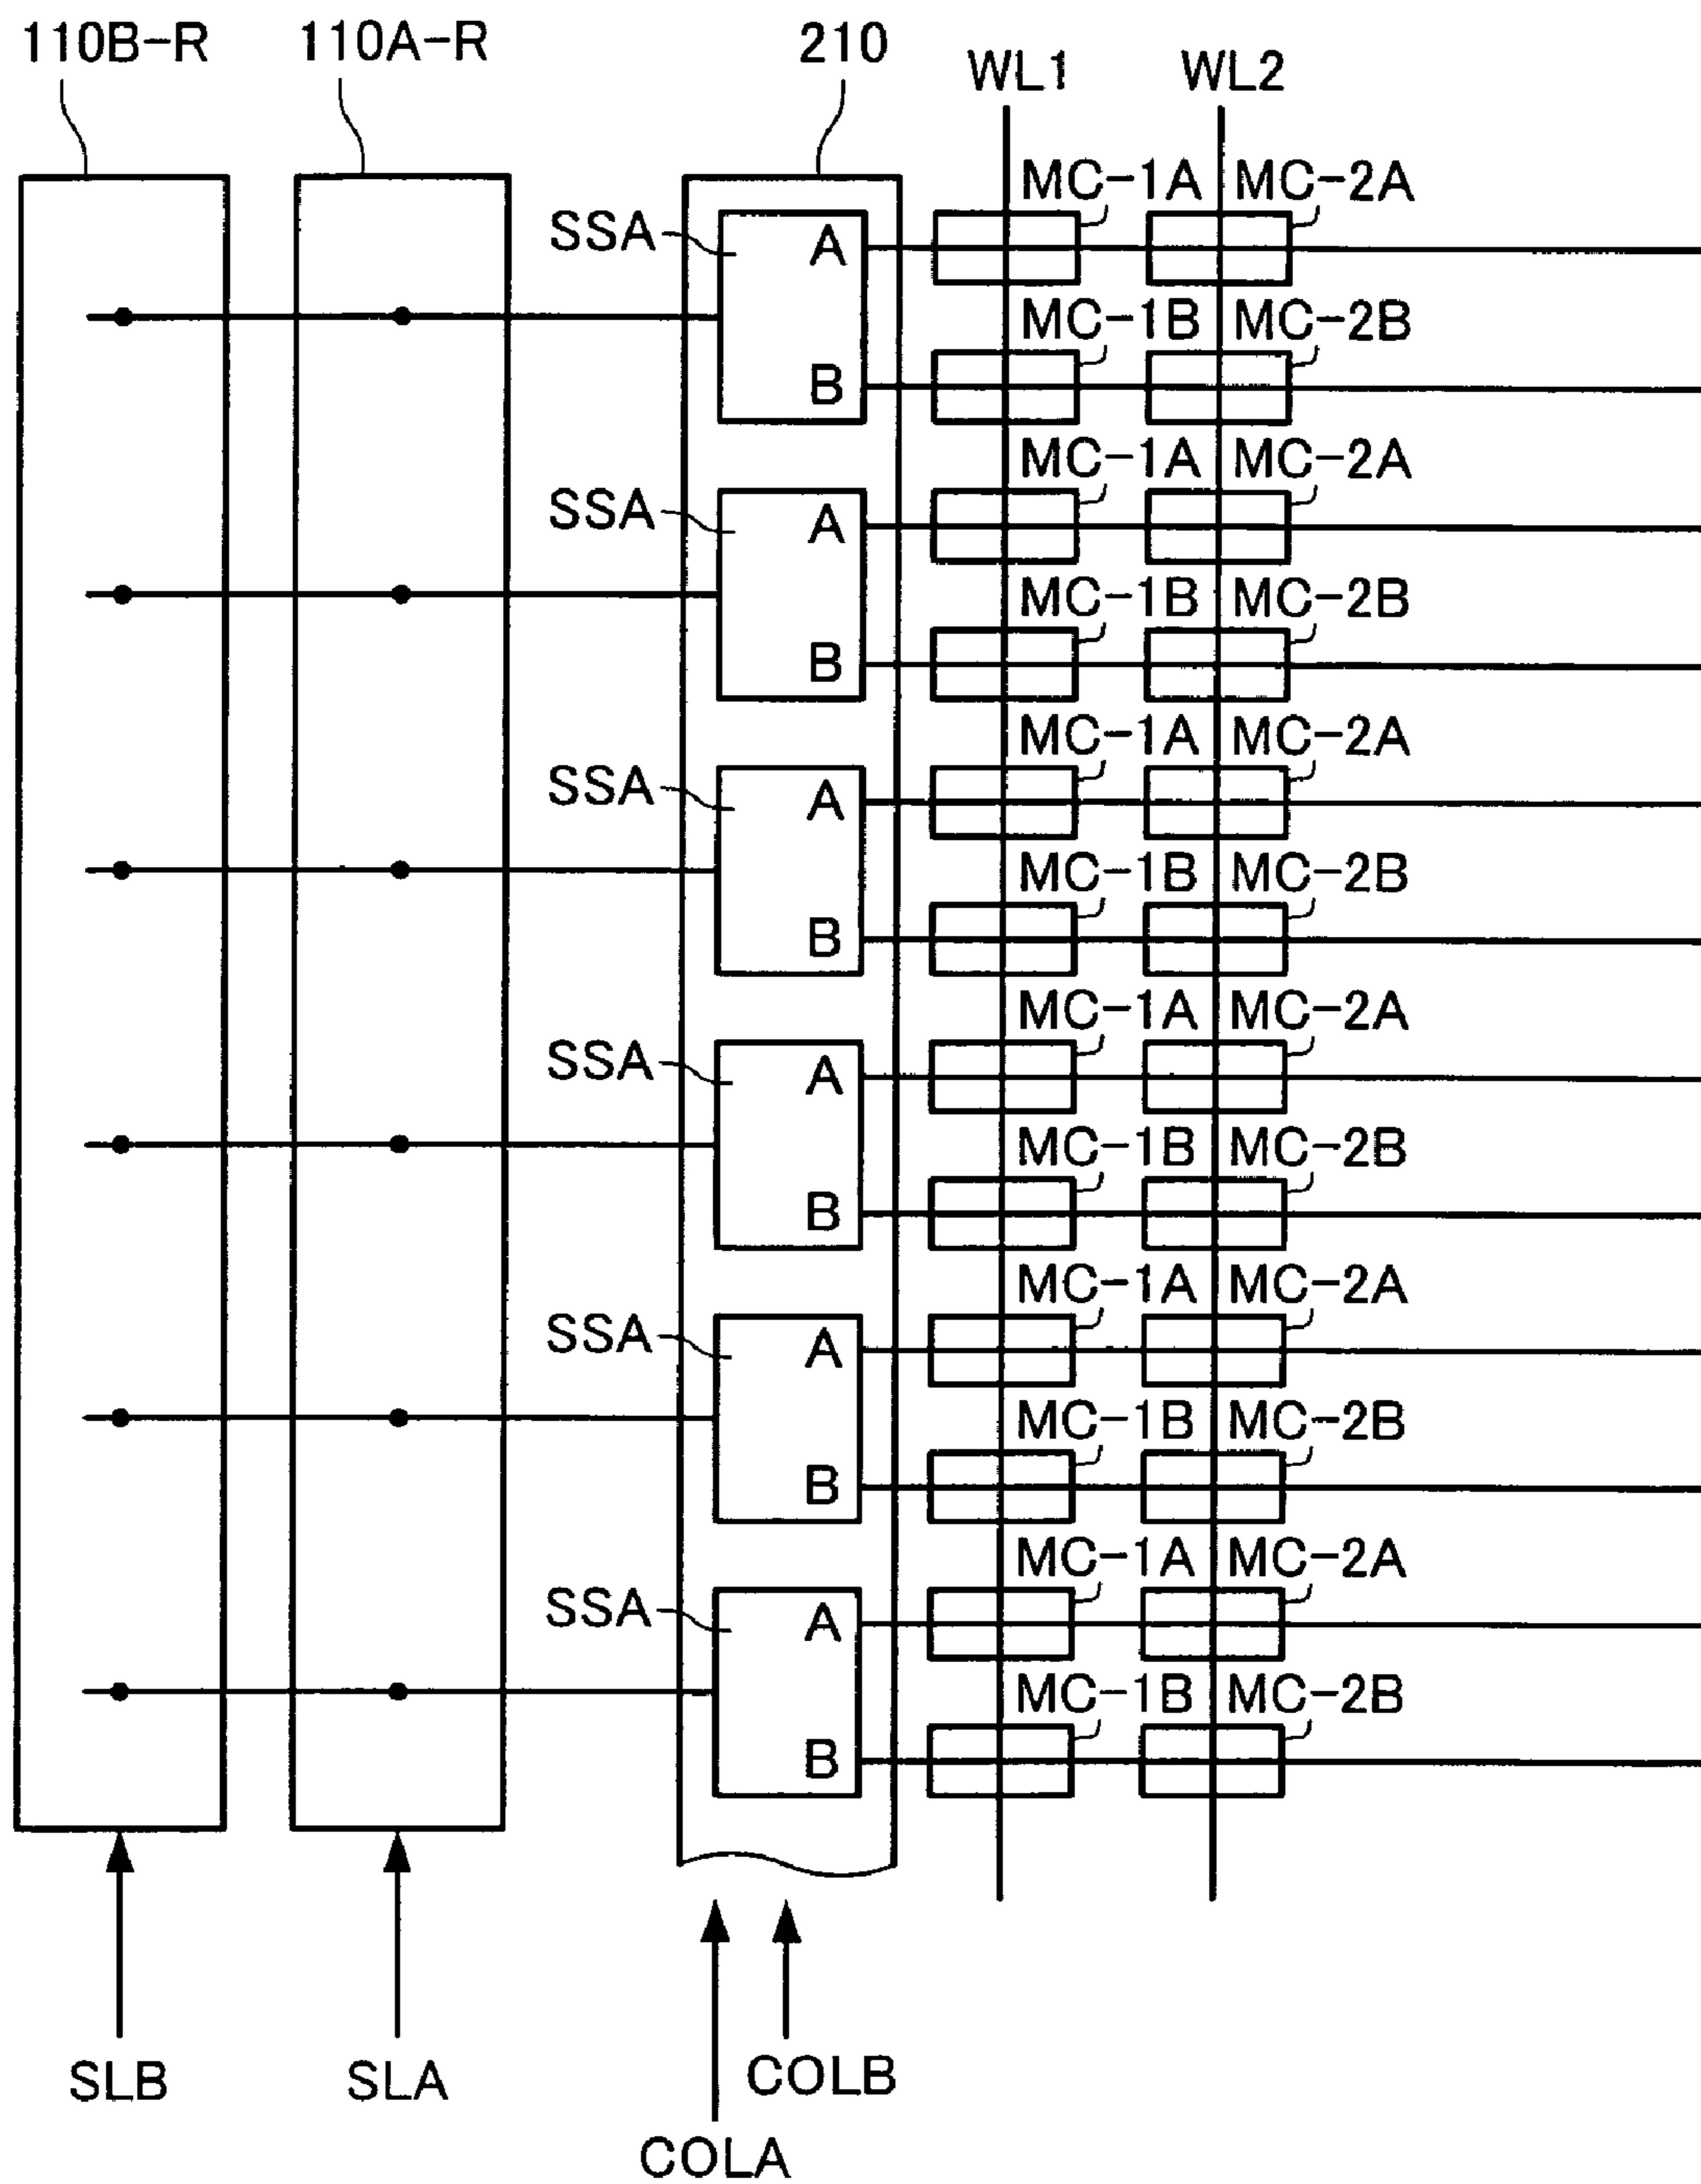 110B-R 110A-R 210 WL1 WL2
MC-1A MC-2A
SSA A
MC-1B MC-2B
B
MC-1A MC-2A
SSA A
MC-1B MC-2B
B
MC-1A MC-2A
SSA A
MC-1B MC-2B
B
MC-1A MC-2A
SSA A
MC-1B MC-2B
B
MC-1A MC-2A
SSA A
MC-1B MC-2B
B
MC-1A MC-2A
SSA A
MC-1B MC-2B
B
SLB SLA COLB
COLA